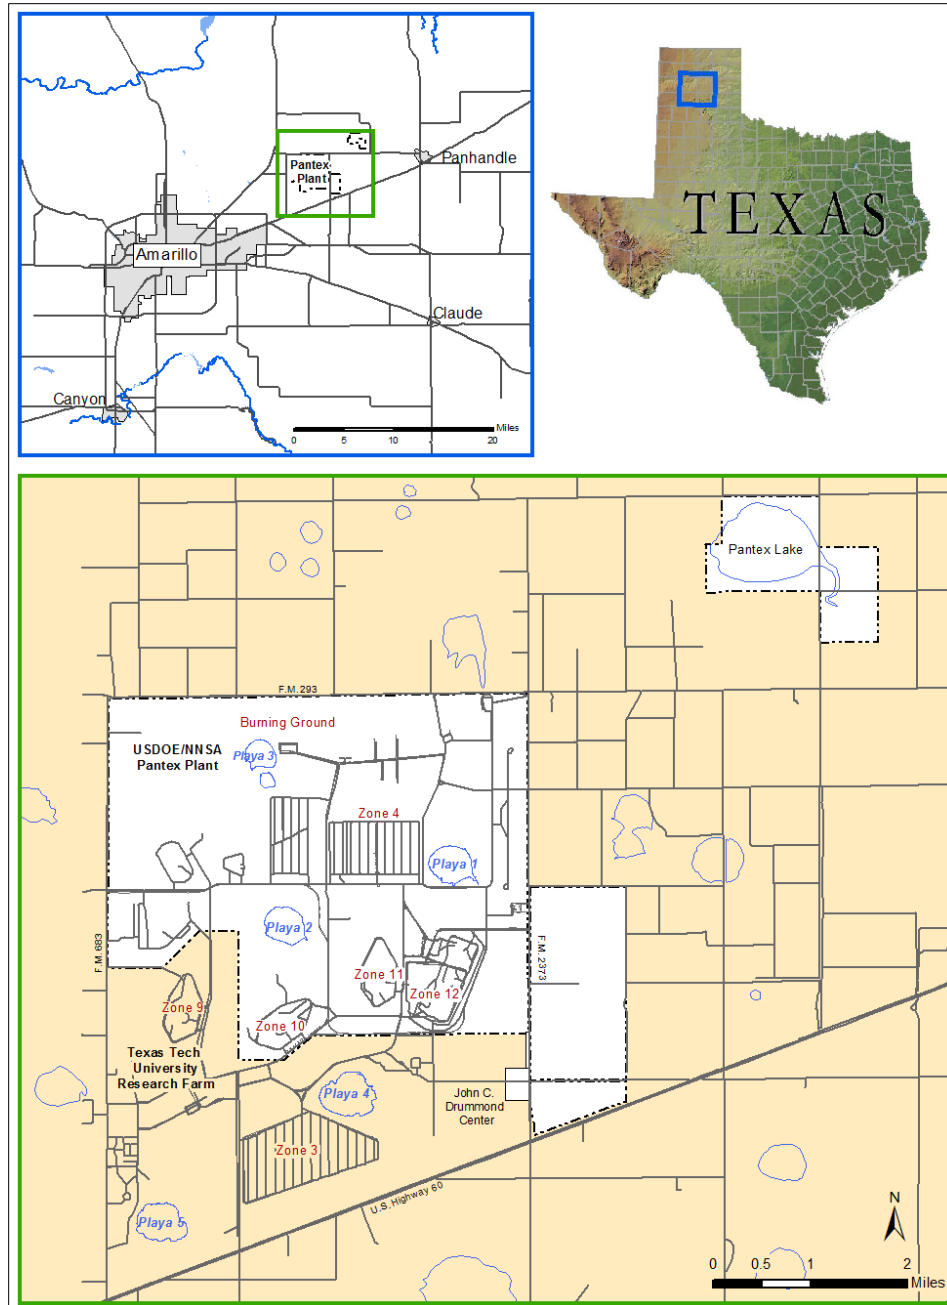 Panhandle
Pantex
Plant
Amarillo
Claude
Canyon
Miles
0 5 10 20
TEXAS
Pantex Lake
F.M. 293
Burning Ground
USDOE/NNSA
Pantex Plant
Playa 3
Zone 4
Playa 1
Playa 2
F.M. 683
F.M. 2373
Zone 11
Zone 12
Zone 9
Zone 10
Texas Tech
University
Research Farm
Playa 4
John C.
Drummond
Center
Zone 3
U.S. Highway 60
Playa 5
N
0 0.5 1 2
Miles